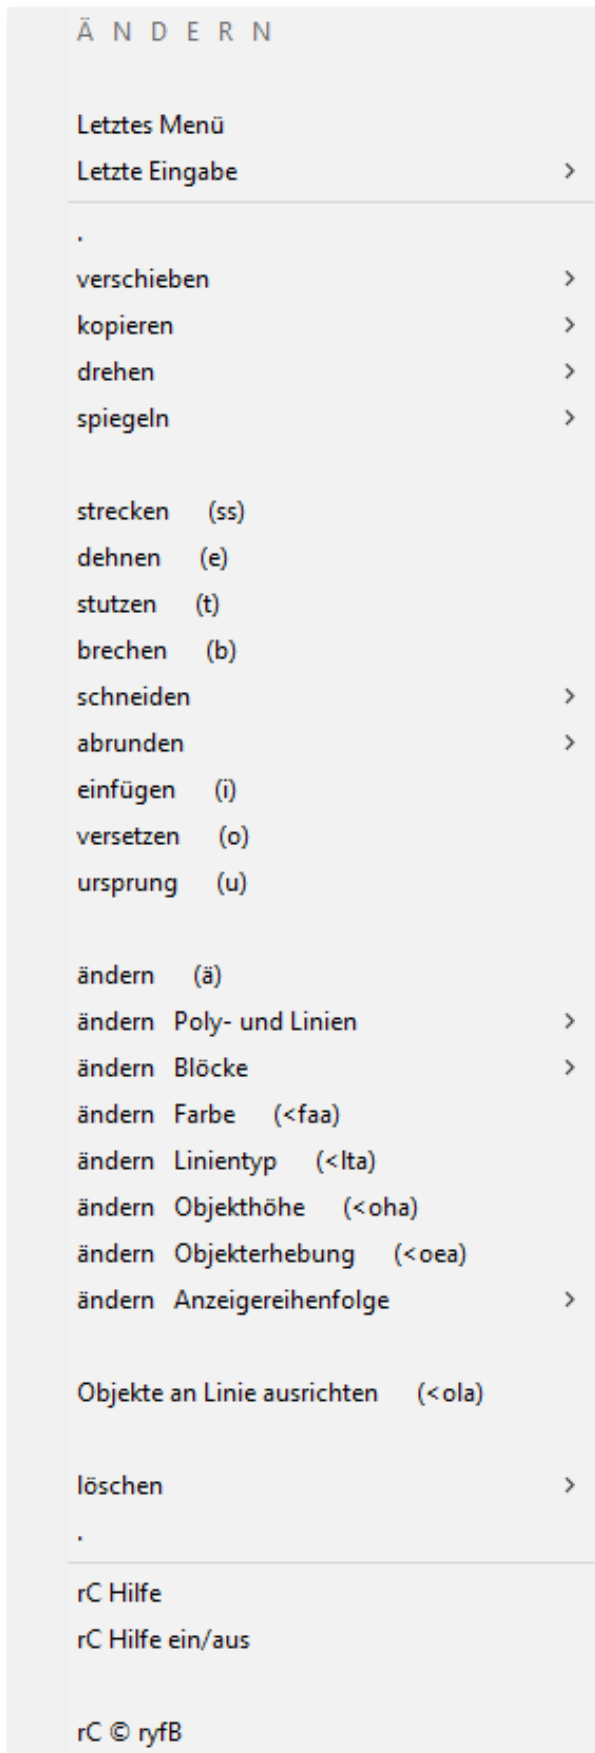 Ä N D E R N
Letztes Menü
Letzte Eingabe >
.
verschieben >
kopieren >
drehen >
spiegeln >
strecken (ss)
dehnen (e)
stutzen (t)
brechen (b)
schneiden >
abrunden >
einfügen (i)
versetzen (o)
ursprung (u)
ändern (ä)
ändern Poly- und Linien >
ändern Blöcke >
ändern Farbe (<faa)
ändern Linientyp (<lta)
ändern Objekthöhe (<oha)
ändern Objekterhebung (<oea)
ändern Anzeigereihenfolge >
Objekte an Linie ausrichten (<ola)
löschen >
.
rC Hilfe
rC Hilfe ein/aus
rC © ryfB